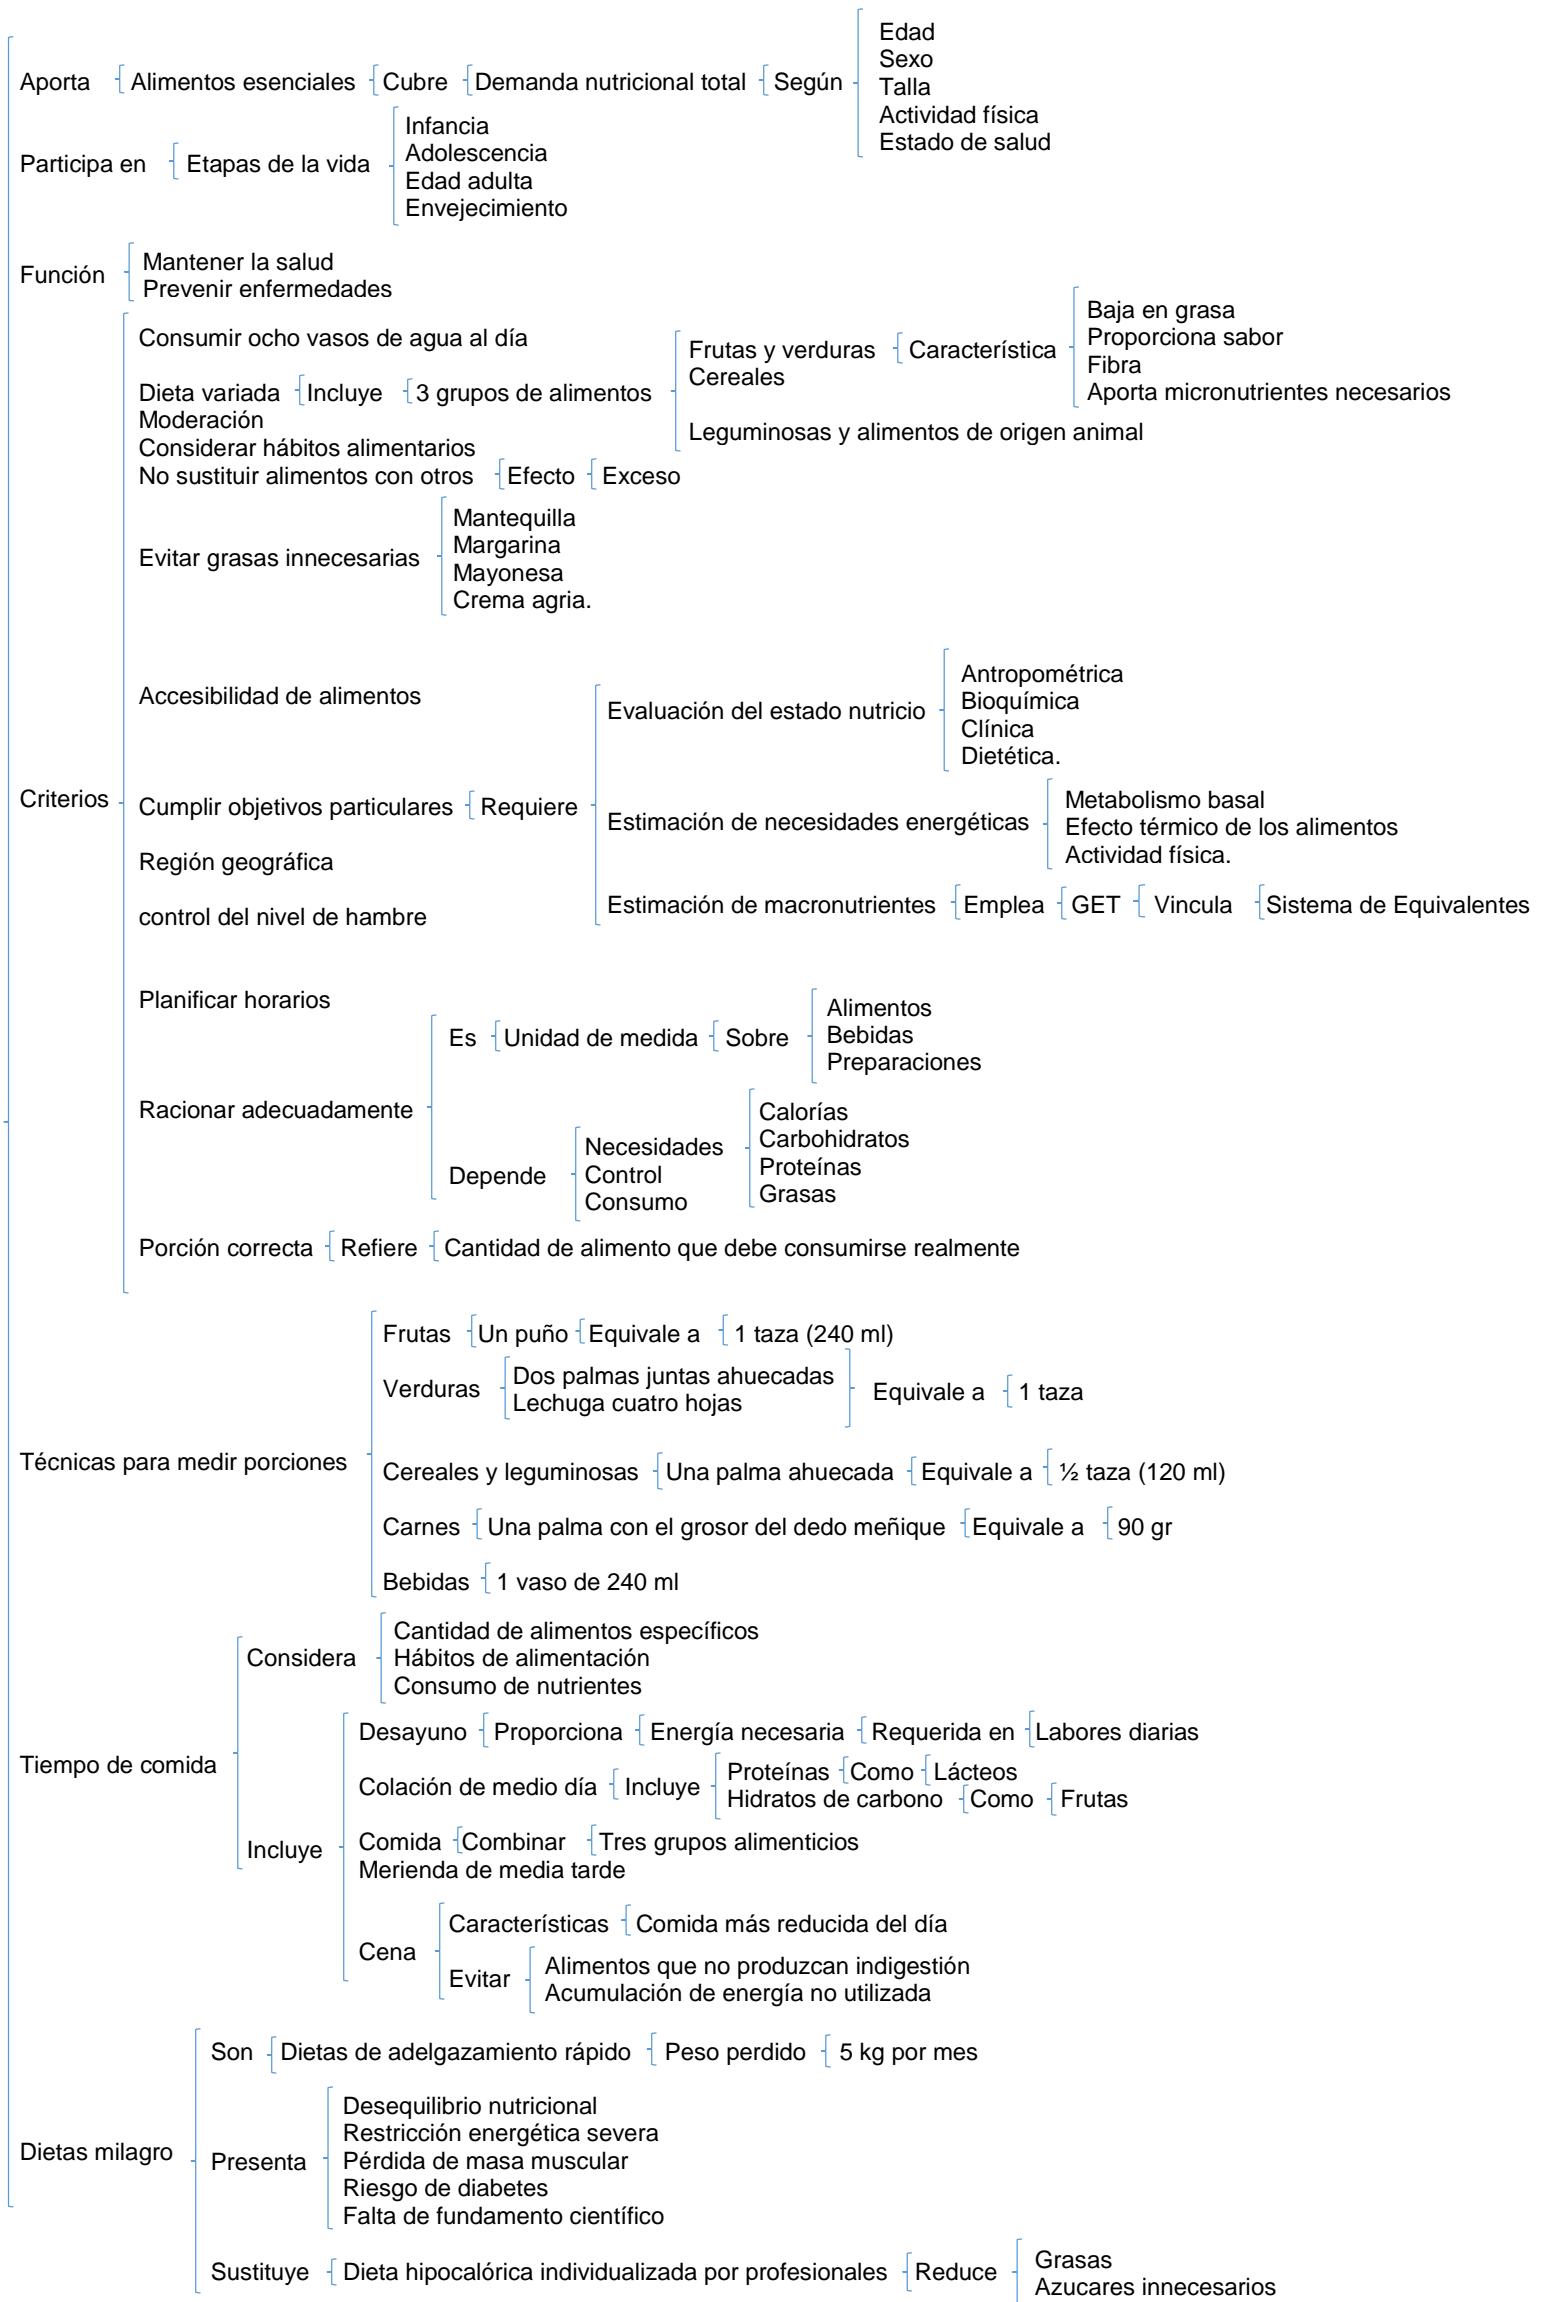 Aporta Alimentos esenciales Cubre Demanda nutricional total Según
Edad
Sexo
Talla
Actividad física
Estado de salud
Participa en Etapas de la vida
Infancia
Adolescencia
Edad adulta
Envejecimiento
Función
Mantener la salud
Prevenir enfermedades
Criterios
Consumir ocho vasos de agua al día
Dieta variada Incluye 3 grupos de alimentos
Frutas y verduras Característica
Baja en grasa
Proporciona sabor
Fibra
Aporta micronutrientes necesarios
Cereales
Leguminosas y alimentos de origen animal
Moderación
Considerar hábitos alimentarios
No sustituir alimentos con otros Efecto Exceso
Evitar grasas innecesarias
Mantequilla
Margarina
Mayonesa
Crema agria.
Accesibilidad de alimentos
Cumplir objetivos particulares Requiere
Evaluación del estado nutricio
Antropométrica
Bioquímica
Clínica
Dietética.
Estimación de necesidades energéticas
Metabolismo basal
Efecto térmico de los alimentos
Actividad física.
Estimación de macronutrientes Emplea GET Vincula Sistema de Equivalentes
Región geográfica
control del nivel de hambre
Planificar horarios
Racionar adecuadamente
Es Unidad de medida Sobre
Alimentos
Bebidas
Preparaciones
Depende
Necesidades
Control
Consumo
Calorías
Carbohidratos
Proteínas
Grasas
Porción correcta Refiere Cantidad de alimento que debe consumirse realmente
Técnicas para medir porciones
Frutas Un puño Equivale a 1 taza (240 ml)
Verduras
Dos palmas juntas ahuecadas
Lechuga cuatro hojas
Equivale a 1 taza
Cereales y leguminosas Una palma ahuecada Equivale a ½ taza (120 ml)
Carnes Una palma con el grosor del dedo meñique Equivale a 90 gr
Bebidas 1 vaso de 240 ml
Tiempo de comida
Considera
Cantidad de alimentos específicos
Hábitos de alimentación
Consumo de nutrientes
Incluye
Desayuno Proporciona Energía necesaria Requerida en Labores diarias
Colación de medio día Incluye
Proteínas Como Lácteos
Hidratos de carbono Como Frutas
Comida Combinar Tres grupos alimenticios
Merienda de media tarde
Cena
Características Comida más reducida del día
Evitar
Alimentos que no produzcan indigestión
Acumulación de energía no utilizada
Dietas milagro
Son Dietas de adelgazamiento rápido Peso perdido 5 kg por mes
Presenta
Desequilibrio nutricional
Restricción energética severa
Pérdida de masa muscular
Riesgo de diabetes
Falta de fundamento científico
Sustituye Dieta hipocalórica individualizada por profesionales Reduce
Grasas
Azucares innecesarios